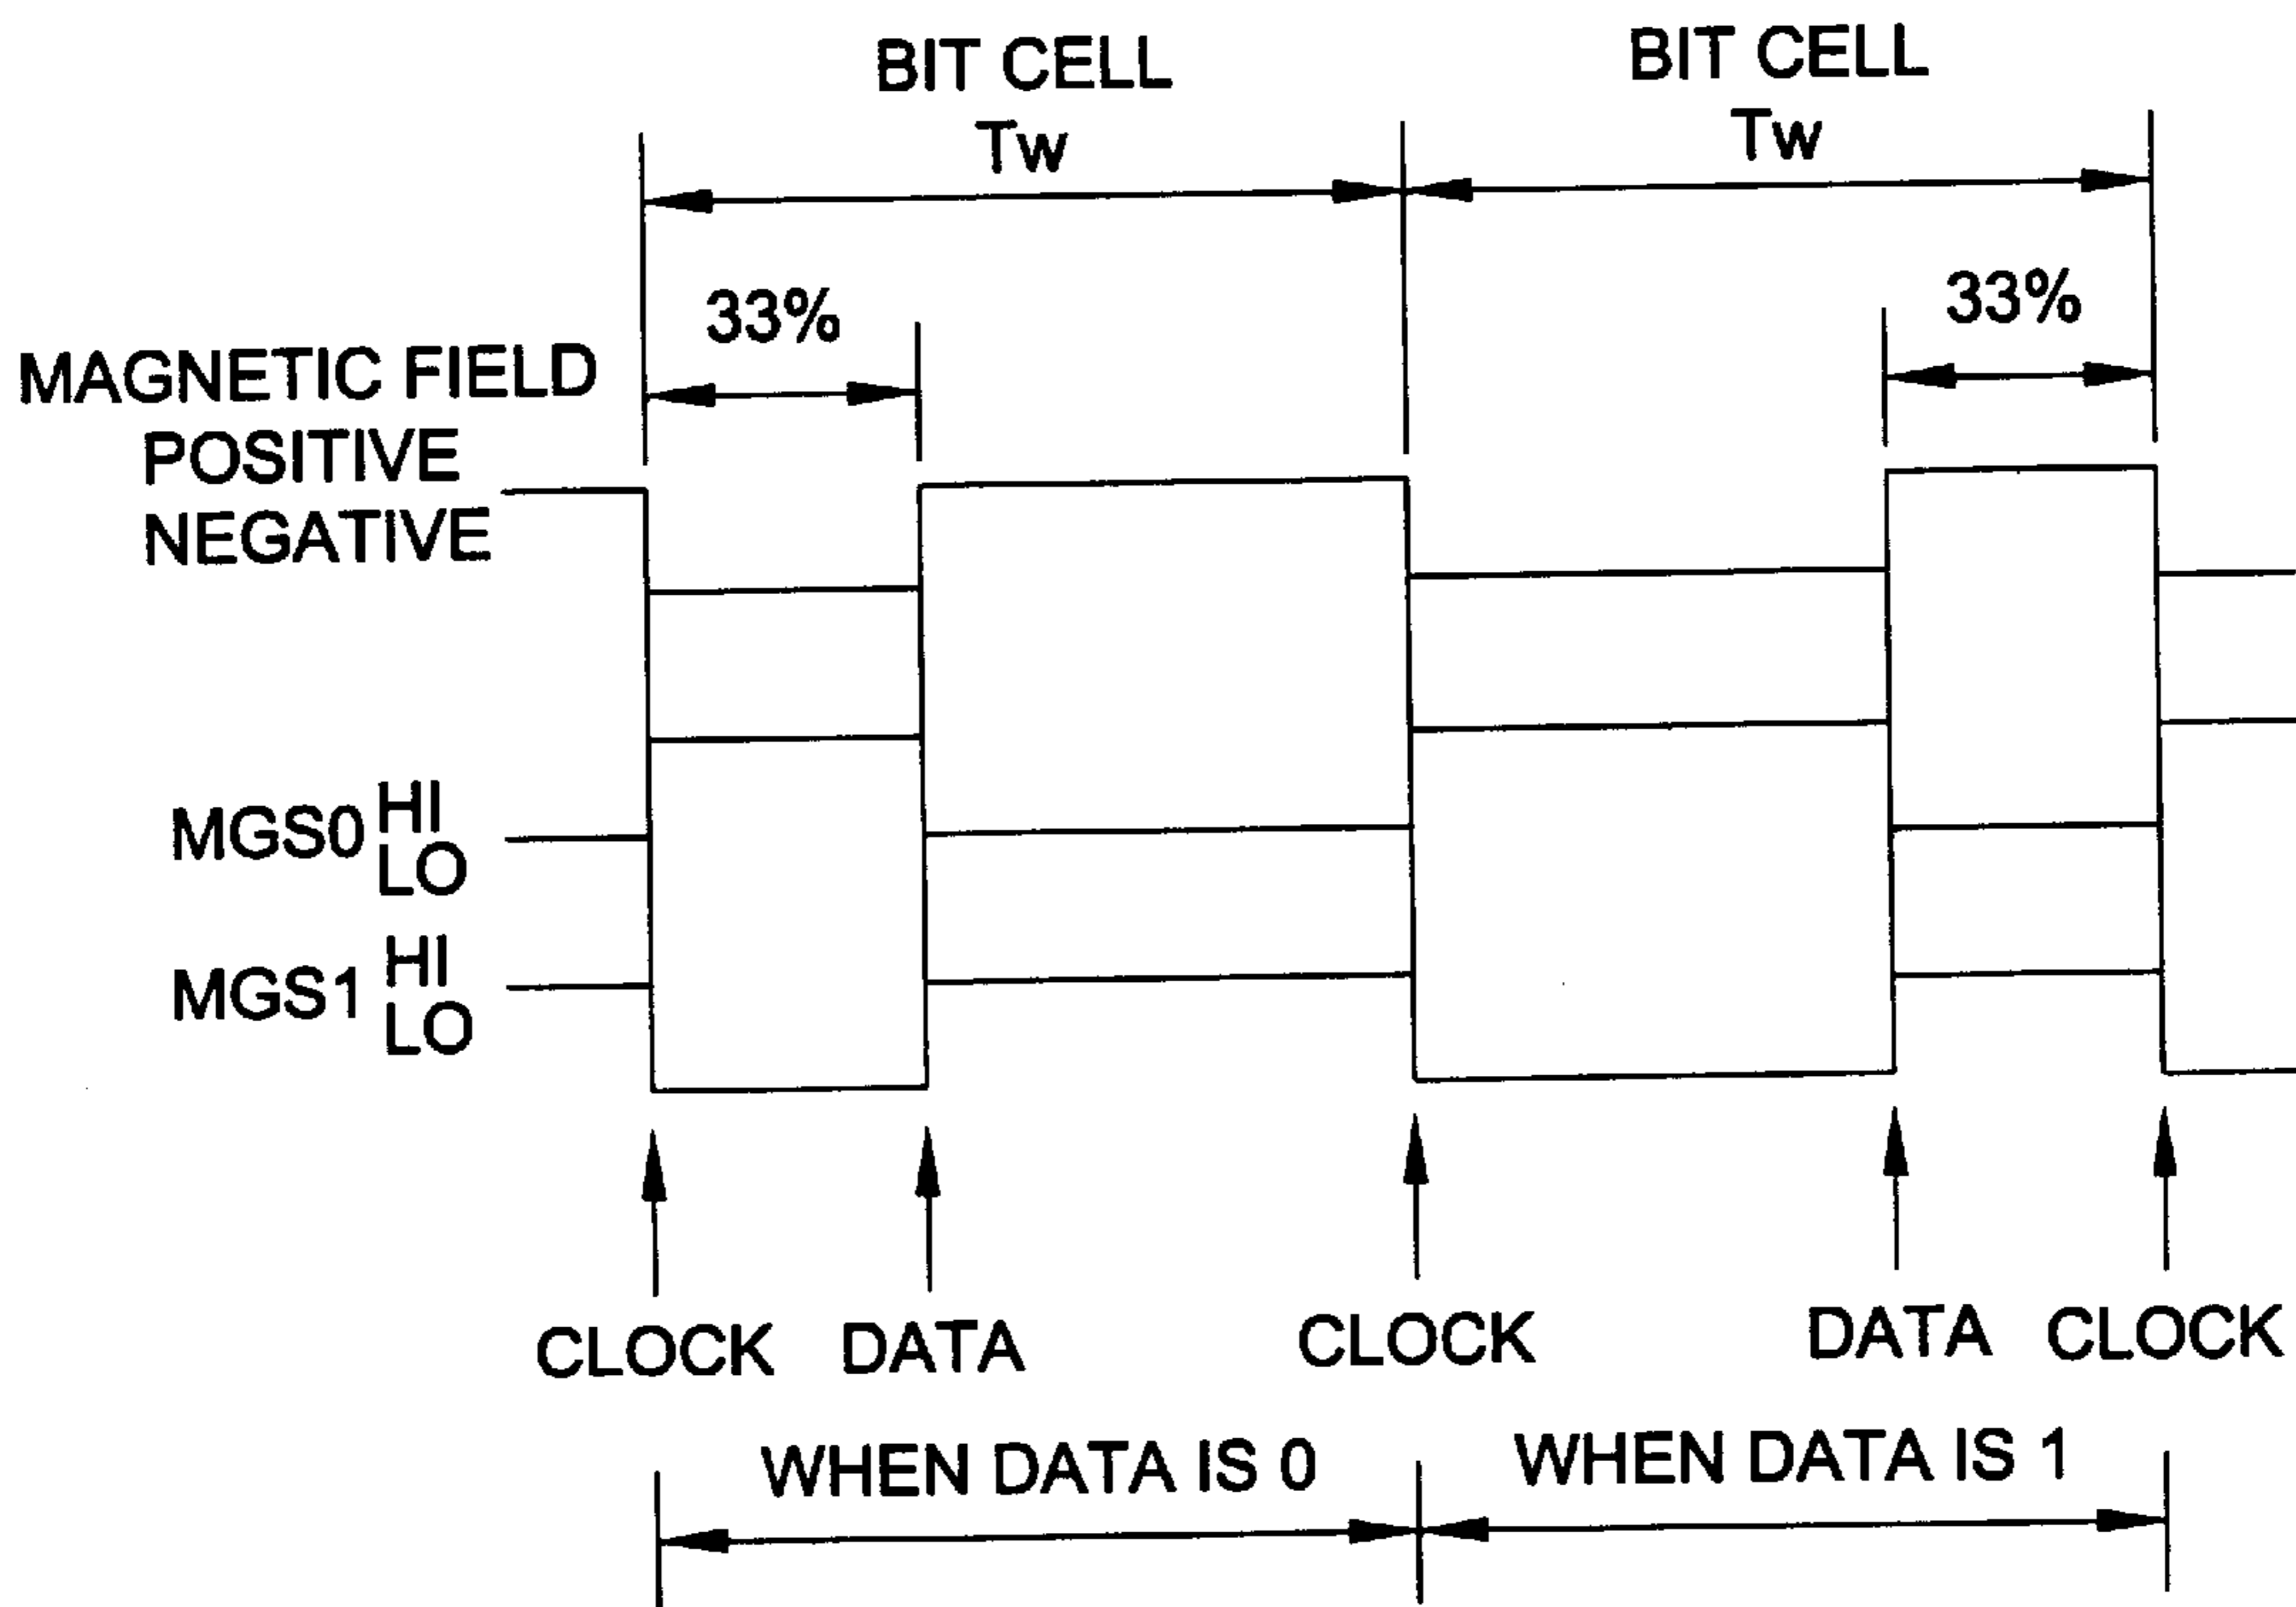 BIT CELL
Tw
BIT CELL
Tw
33%
33%
MAGNETIC FIELD
POSITIVE
NEGATIVE
MGS0 HI
LO
MGS1 HI
LO
CLOCK DATA CLOCK DATA CLOCK
WHEN DATA IS 0 WHEN DATA IS 1